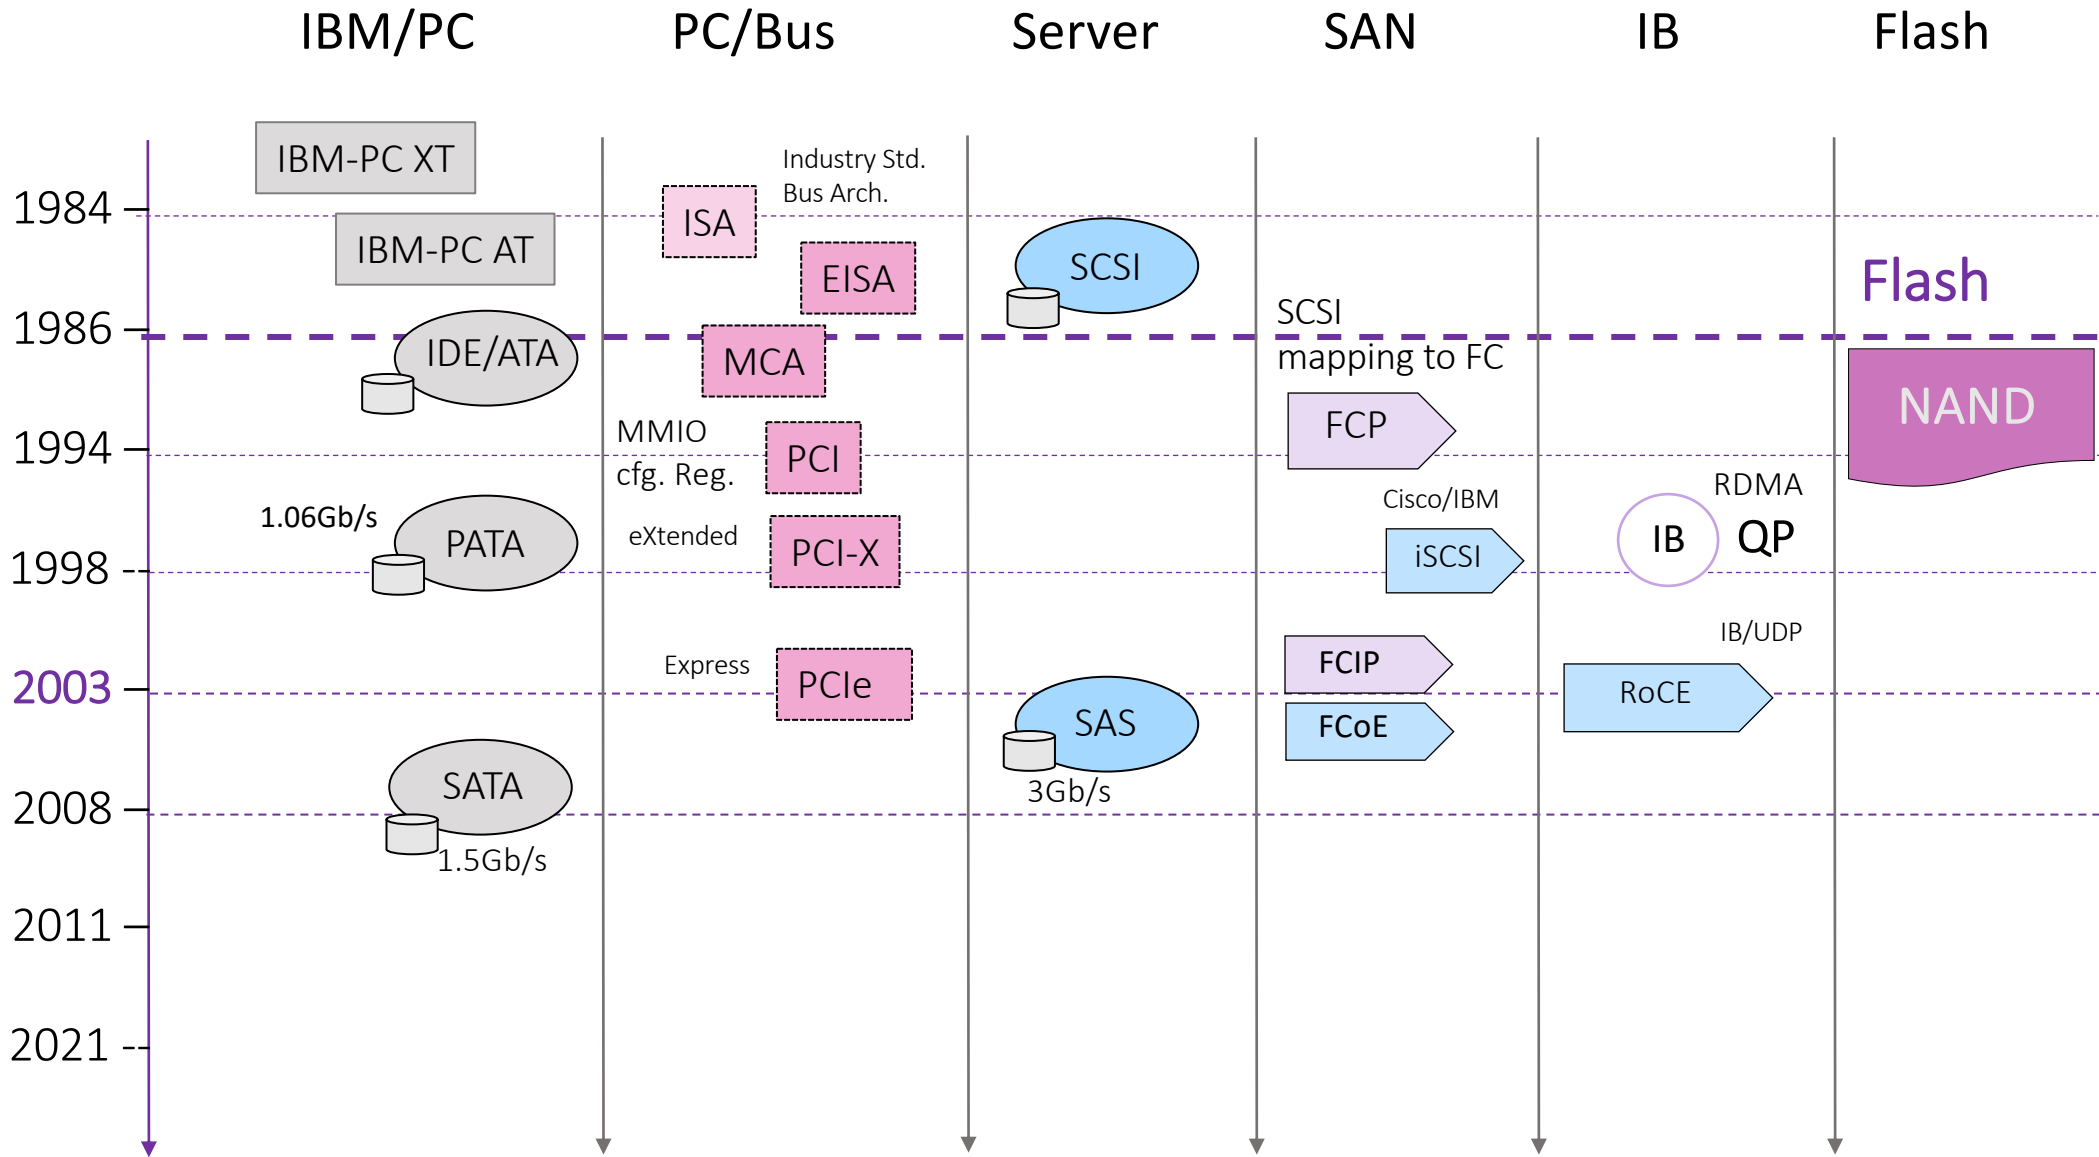 IBM/PC
PC/Bus
Server
SAN
IB
Flash
IBM-PC XT
Industry Std.
Bus Arch.
1984
ISA
IBM-PC AT
EISA
SCSI
Flash
1986
SCSI
mapping to FC
IDE/ATA
MCA
NAND
FCP
1994
MMIO
cfg. Reg.
PCI
RDMA
Cisco/IBM
1.06Gb/s
PATA
eXtended
PCI-X
iSCSI
IB
QP
1998
IB/UDP
Express
FCIP
2003
PCIe
RoCE
SAS
FCoE
SATA
3Gb/s
2008
1.5Gb/s
2011
2021